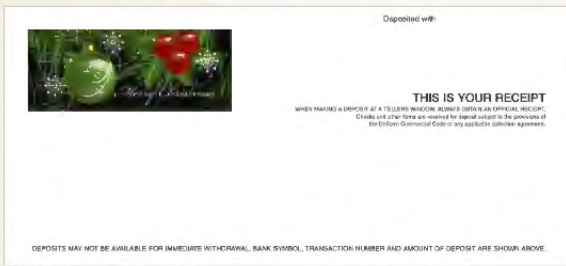 Deposited with
Merry Christmas
THIS IS YOUR RECEIPT
WHEN MAKING A DEPOSIT AT A TELLERS WINDOW, ALWAYS OBTAIN AN OFFICIAL RECEIPT.
Checks and other items are received for deposit subject to the provisions of
the Uniform Commercial Code or any applicable collection agreement.
DEPOSITS MAY NOT BE AVAILABLE FOR IMMEDIATE WITHDRAWAL. BANK SYMBOL, TRANSACTION NUMBER AND AMOUNT OF DEPOSIT ARE SHOWN ABOVE.